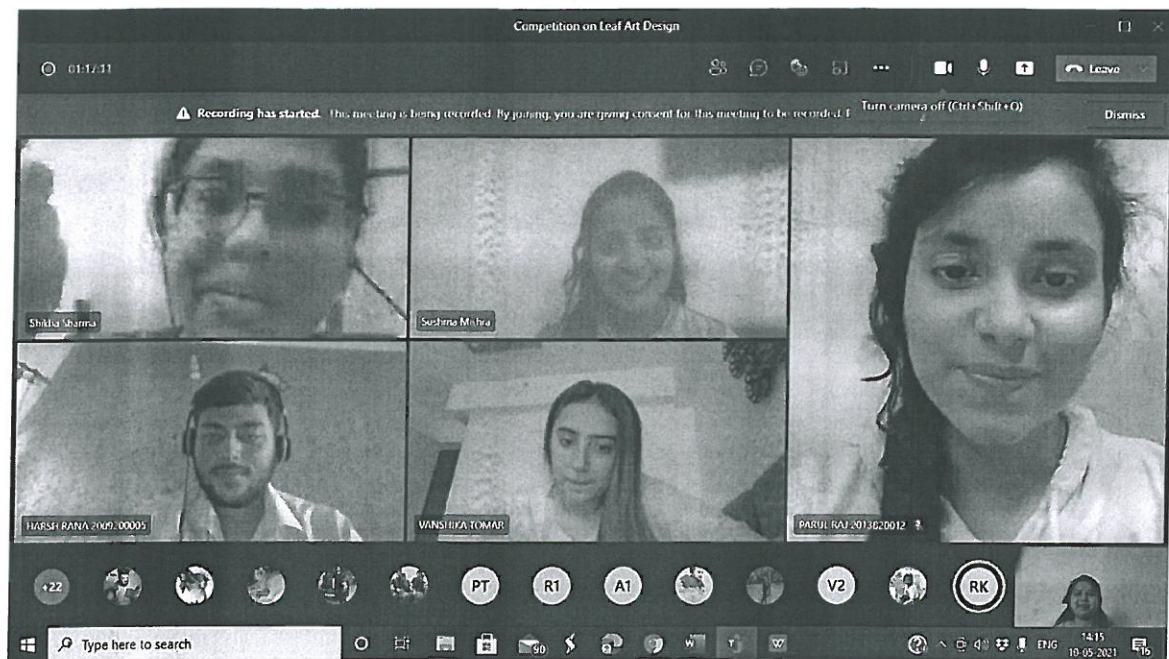 Competition on Leaf Art Design
01:17:11
Leave
Recording has started. This meeting is being recorded. By joining, you are giving consent for this meeting to be recorded.
Turn camera off (Ctrl+Shift+O)
Dismiss
Shikha Sharma
Sushma Mishra
HARSH RANA
VANSHIKA TOMAR
PARUL RAJ 2013020012
+22
PT
R1
A1
V2
RK
Type here to search
90
ENG
14:15
10-05-2021